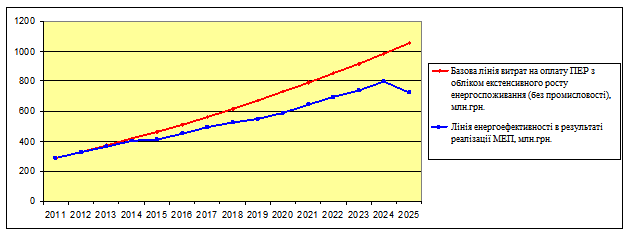 1200
1000
800
600
400
200
0
2011 2012 2013 2014 2015 2016 2017 2018 2019 2020 2021 2022 2023 2024 2025
Базова лінія витрат на оплату ПЕР з
обліком екстенсивного росту
енергоспоживання (без промисловості),
млн.грн.
Лінія енергоефективності в результаті
реалізації МЕП, млн.грн.